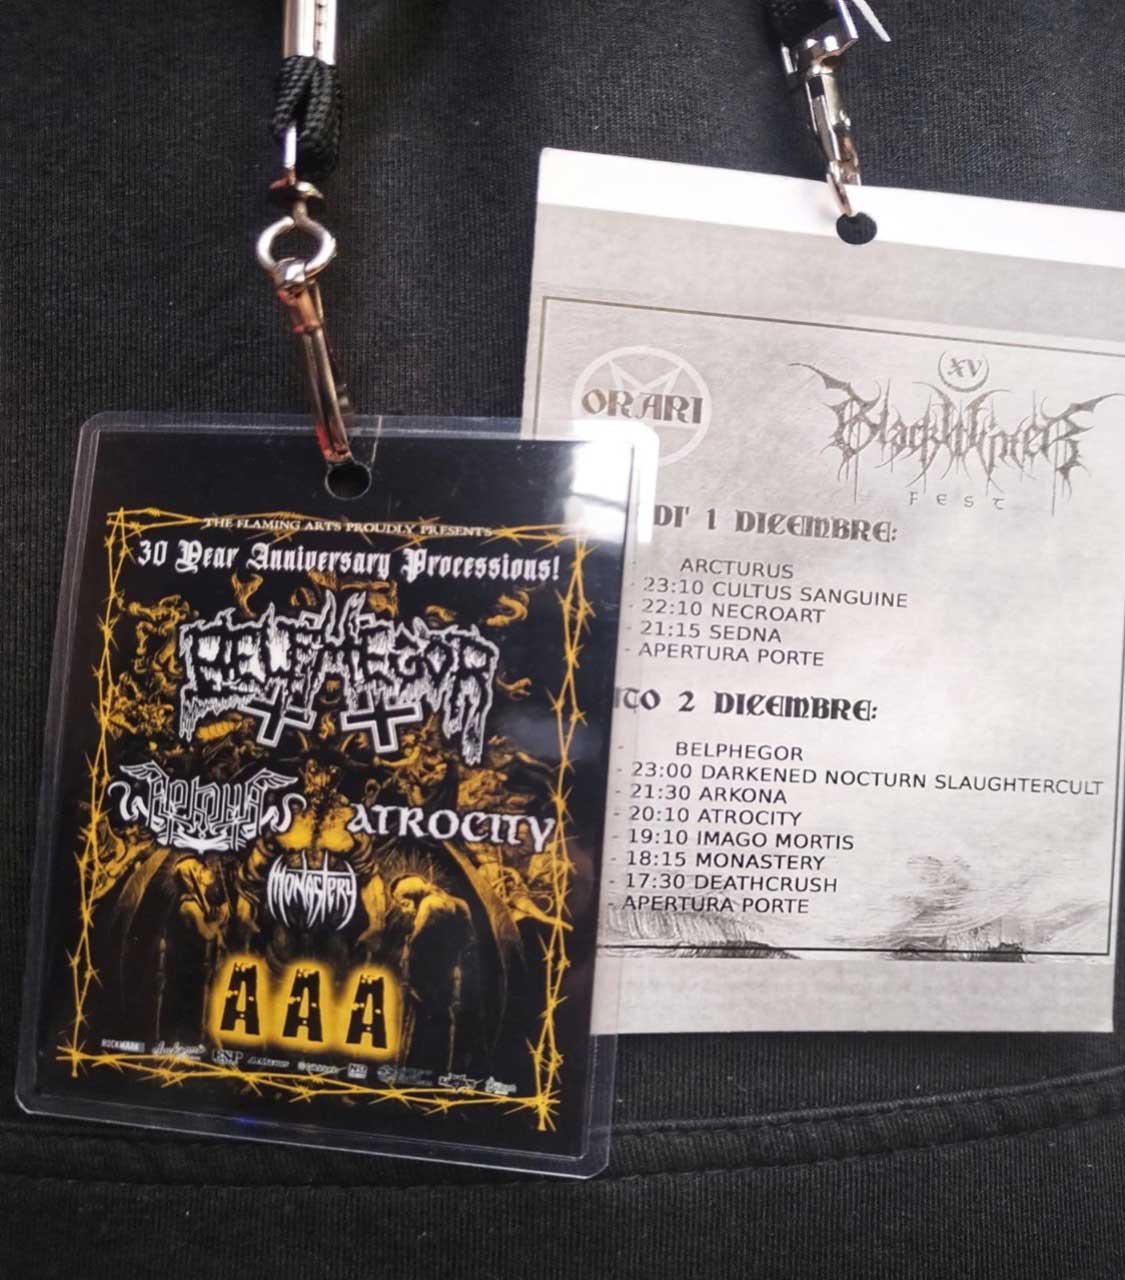 THE FLAMING ARTS PROUDLY PRESENTS
30 Year Anniversary Processions!
BELPHEGOR
Аркона
ATROCITY
MONASTERY
AAA
ROCKMARK
ESP
ORARI
XV
BlackWinter
FEST
DI' 1 DICEMBRE:
ARCTURUS
- 23:10 CULTUS SANGUINE
- 22:10 NECROART
- 21:15 SEDNA
- APERTURA PORTE
TO 2 DICEMBRE:
- BELPHEGOR
- 23:00 DARKENED NOCTURN SLAUGHTERCULT
- 21:30 ARKONA
- 20:10 ATROCITY
- 19:10 IMAGO MORTIS
- 18:15 MONASTERY
- 17:30 DEATHCRUSH
- APERTURA PORTE